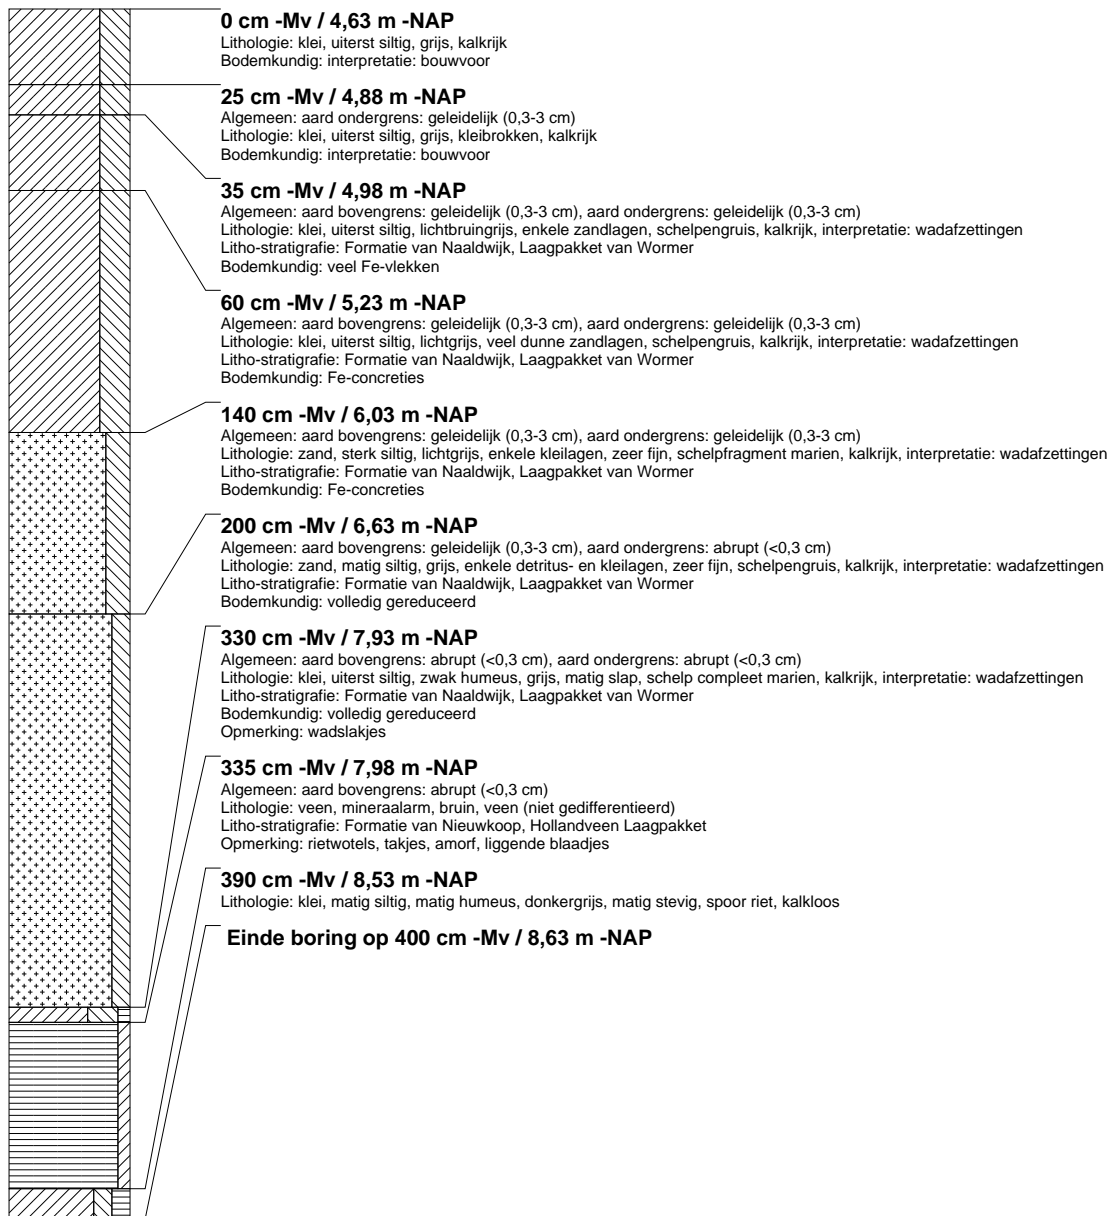 0 cm -Mv / 4,63 m -NAP
Lithologie: klei, uiterst siltig, grijs, kalkrijk
Bodemkundig: interpretatie: bouwvoor
25 cm -Mv / 4,88 m -NAP
Algemeen: aard ondergrens: geleidelijk (0,3-3 cm)
Lithologie: klei, uiterst siltig, grijs, kleibrokken, kalkrijk
Bodemkundig: interpretatie: bouwvoor
35 cm -Mv / 4,98 m -NAP
Algemeen: aard bovengrens: geleidelijk (0,3-3 cm), aard ondergrens: geleidelijk (0,3-3 cm)
Lithologie: klei, uiterst siltig, lichtbruingrijs, enkele zandlagen, schelpengruis, kalkrijk, interpretatie: wadafzettingen
Litho-stratigrafie: Formatie van Naaldwijk, Laagpakket van Wormer
Bodemkundig: veel Fe-vlekken
60 cm -Mv / 5,23 m -NAP
Algemeen: aard bovengrens: geleidelijk (0,3-3 cm), aard ondergrens: geleidelijk (0,3-3 cm)
Lithologie: klei, uiterst siltig, lichtgrijs, veel dunne zandlagen, schelpengruis, kalkrijk, interpretatie: wadafzettingen
Litho-stratigrafie: Formatie van Naaldwijk, Laagpakket van Wormer
Bodemkundig: Fe-concreties
140 cm -Mv / 6,03 m -NAP
Algemeen: aard bovengrens: geleidelijk (0,3-3 cm), aard ondergrens: geleidelijk (0,3-3 cm)
Lithologie: zand, sterk siltig, lichtgrijs, enkele kleilagen, zeer fijn, schelpfragment marien, kalkrijk, interpretatie: wadafzettingen
Litho-stratigrafie: Formatie van Naaldwijk, Laagpakket van Wormer
Bodemkundig: Fe-concreties
200 cm -Mv / 6,63 m -NAP
Algemeen: aard bovengrens: geleidelijk (0,3-3 cm), aard ondergrens: abrupt (<0,3 cm)
Lithologie: zand, matig siltig, grijs, enkele detritus- en kleilagen, zeer fijn, schelpengruis, kalkrijk, interpretatie: wadafzettingen
Litho-stratigrafie: Formatie van Naaldwijk, Laagpakket van Wormer
Bodemkundig: volledig gereduceerd
330 cm -Mv / 7,93 m -NAP
Algemeen: aard bovengrens: abrupt (<0,3 cm), aard ondergrens: abrupt (<0,3 cm)
Lithologie: klei, uiterst siltig, zwak humeus, grijs, matig slap, schelp compleet marien, kalkrijk, interpretatie: wadafzettingen
Litho-stratigrafie: Formatie van Naaldwijk, Laagpakket van Wormer
Bodemkundig: volledig gereduceerd
Opmerking: wadslakjes
335 cm -Mv / 7,98 m -NAP
Algemeen: aard bovengrens: abrupt (<0,3 cm)
Lithologie: veen, mineraalarm, bruin, veen (niet gedifferentieerd)
Litho-stratigrafie: Formatie van Nieuwkoop, Hollandveen Laagpakket
Opmerking: rietwotels, takjes, amorf, liggende blaadjes
390 cm -Mv / 8,53 m -NAP
Lithologie: klei, matig siltig, matig humeus, donkergrijs, matig stevig, spoor riet, kalkloos
Einde boring op 400 cm -Mv / 8,63 m -NAP